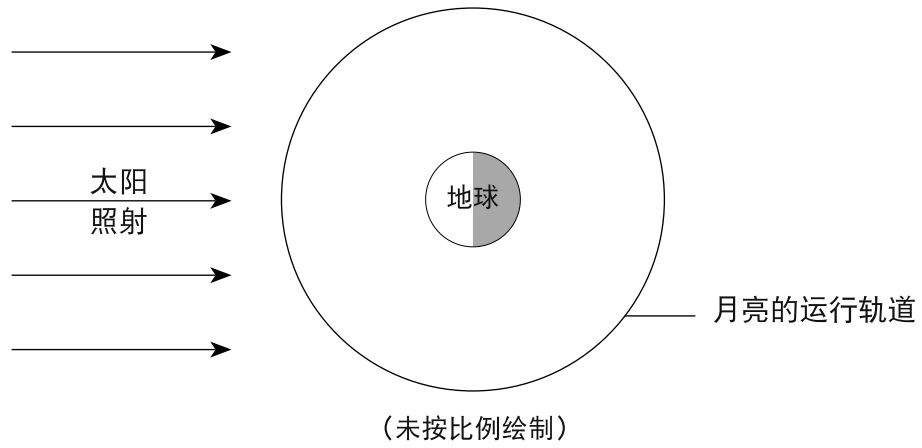 太阳
照射
地球
月亮的运行轨道
（未按比例绘制）